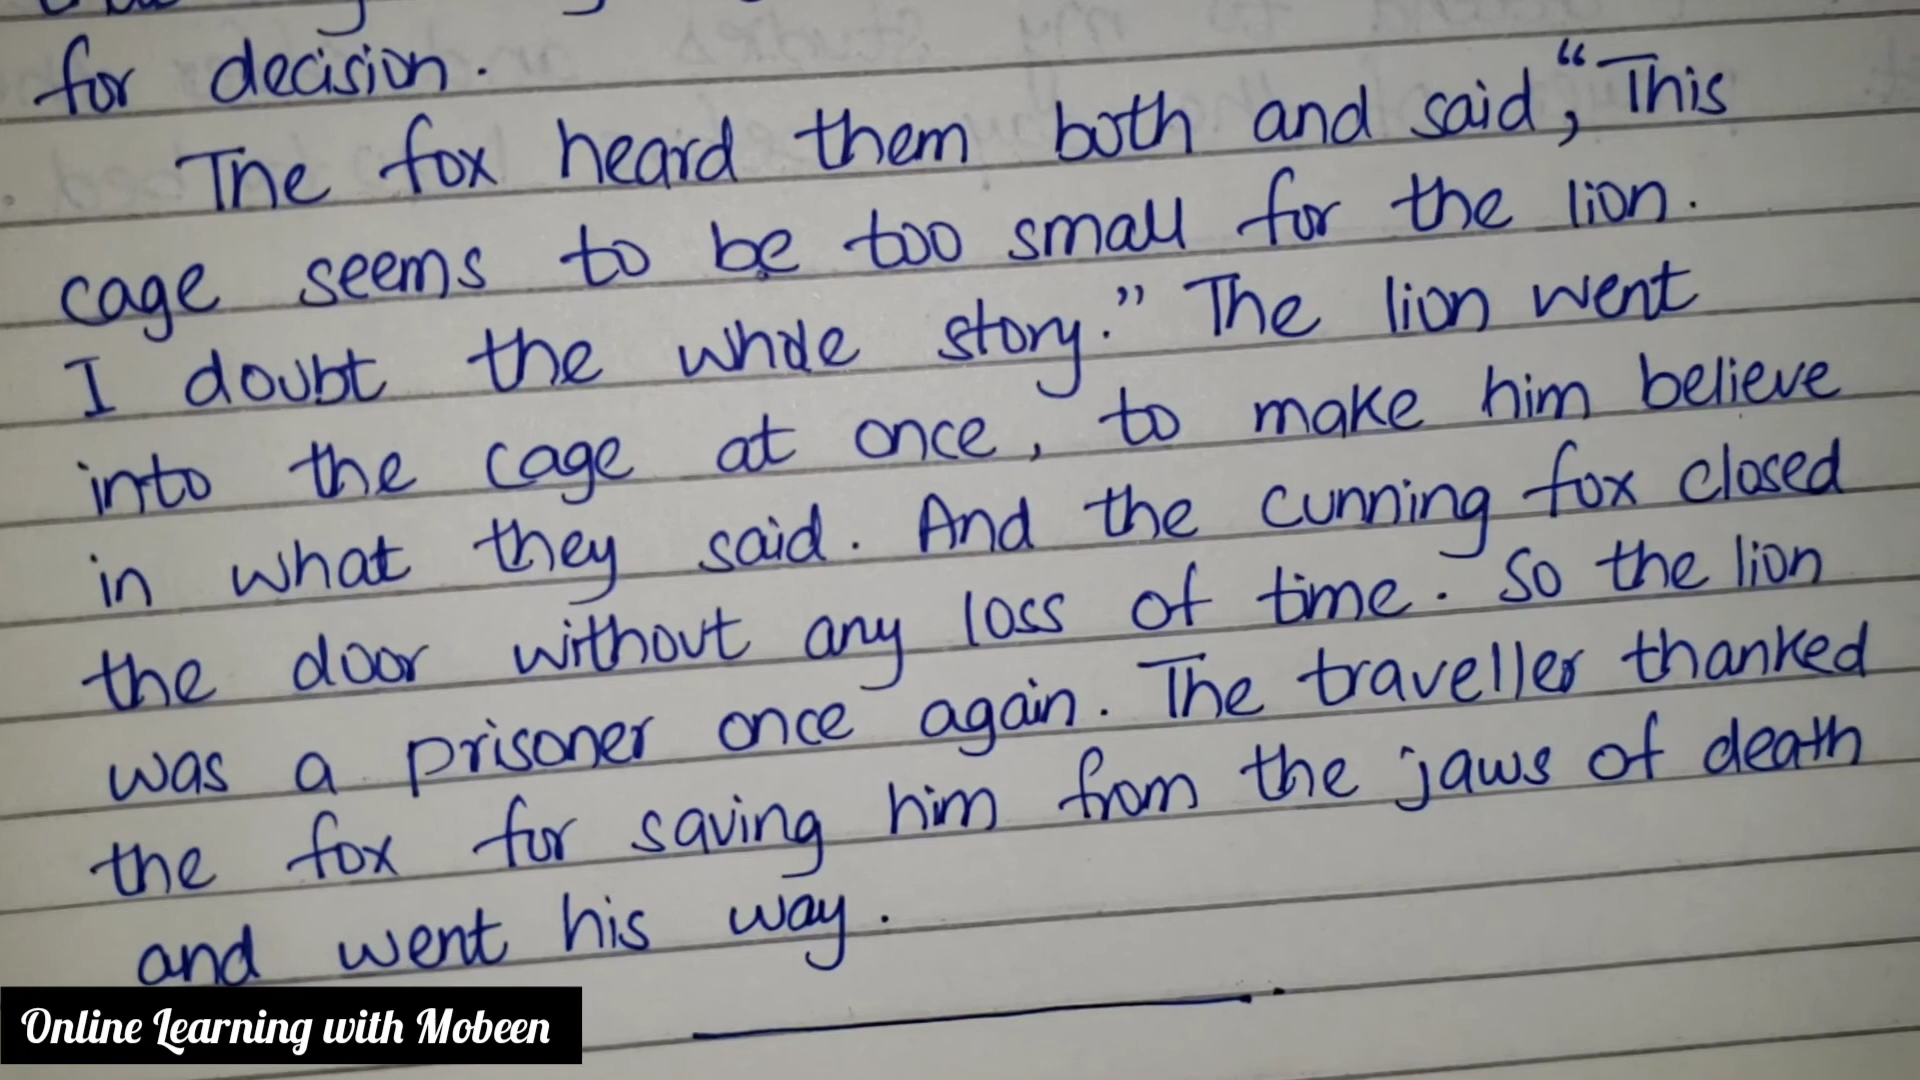 for decision.
The fox heard them both and said, “This
cage seems to be too small for the lion.
I doubt the whole story.” The lion went
into the cage at once, to make him believe
in what they said. And the cunning fox closed
the door without any loss of time. So the lion
was a prisoner once again. The traveller thanked
the fox for saving him from the jaws of death
and went his way.
Online Learning with Mobeen